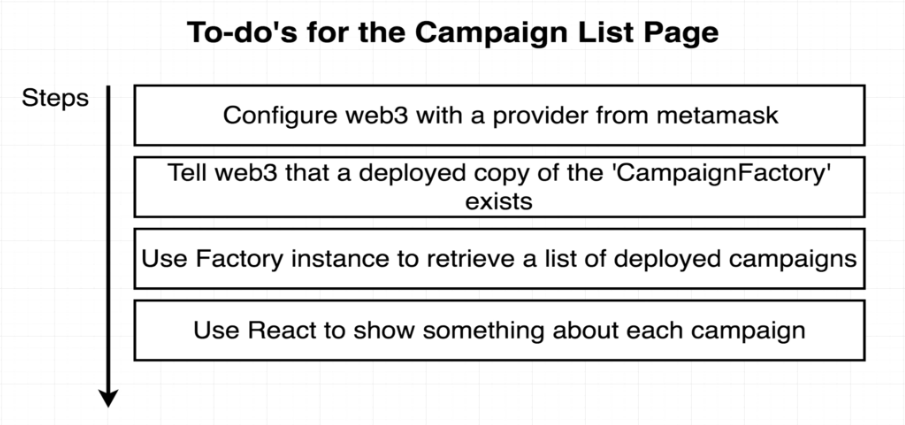 To-do's for the Campaign List Page
Steps
Configure web3 with a provider from metamask
Tell web3 that a deployed copy of the 'CampaignFactory'
exists
Use Factory instance to retrieve a list of deployed campaigns
Use React to show something about each campaign